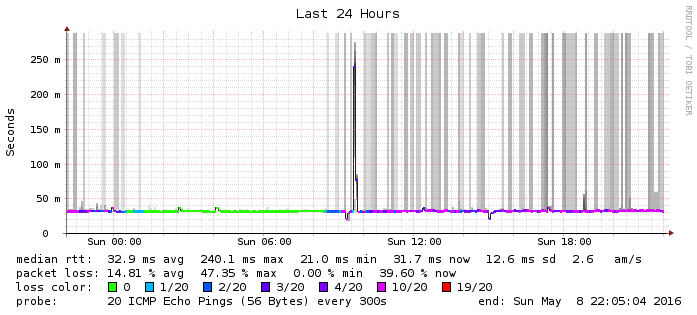 Last 24 Hours
RRDTOOL / TOBI OETIKER
Seconds
250 m
200 m
150 m
100 m
50 m
0
Sun 00:00 Sun 06:00 Sun 12:00 Sun 18:00
median rtt: 32.9 ms avg 240.1 ms max 21.0 ms min 31.7 ms now 12.6 ms sd 2.6 am/s
packet loss: 14.81 % avg 47.35 % max 0.00 % min 39.60 % now
loss color: 0 1/20 2/20 3/20 4/20 10/20 19/20
probe: 20 ICMP Echo Pings (56 Bytes) every 300s end: Sun May 8 22:05:04 2016